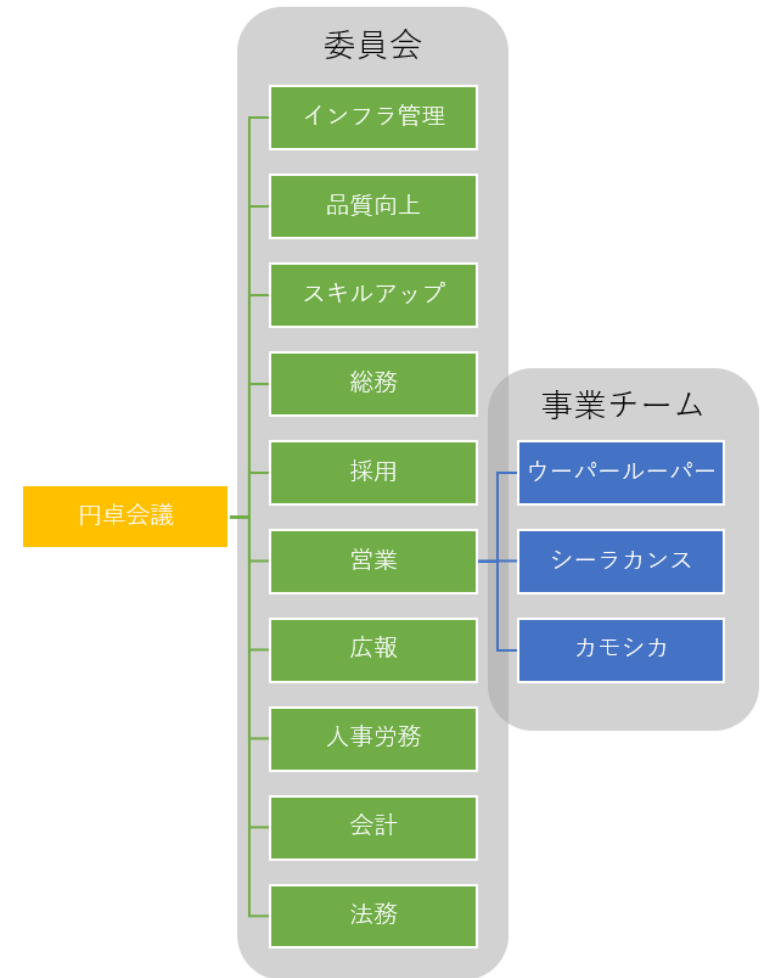 委員会
インフラ管理
品質向上
スキルアップ
総務
採用
営業
広報
人事労務
会計
法務
円卓会議
事業チーム
ウーパールーパー
シーラカンス
カモシカ